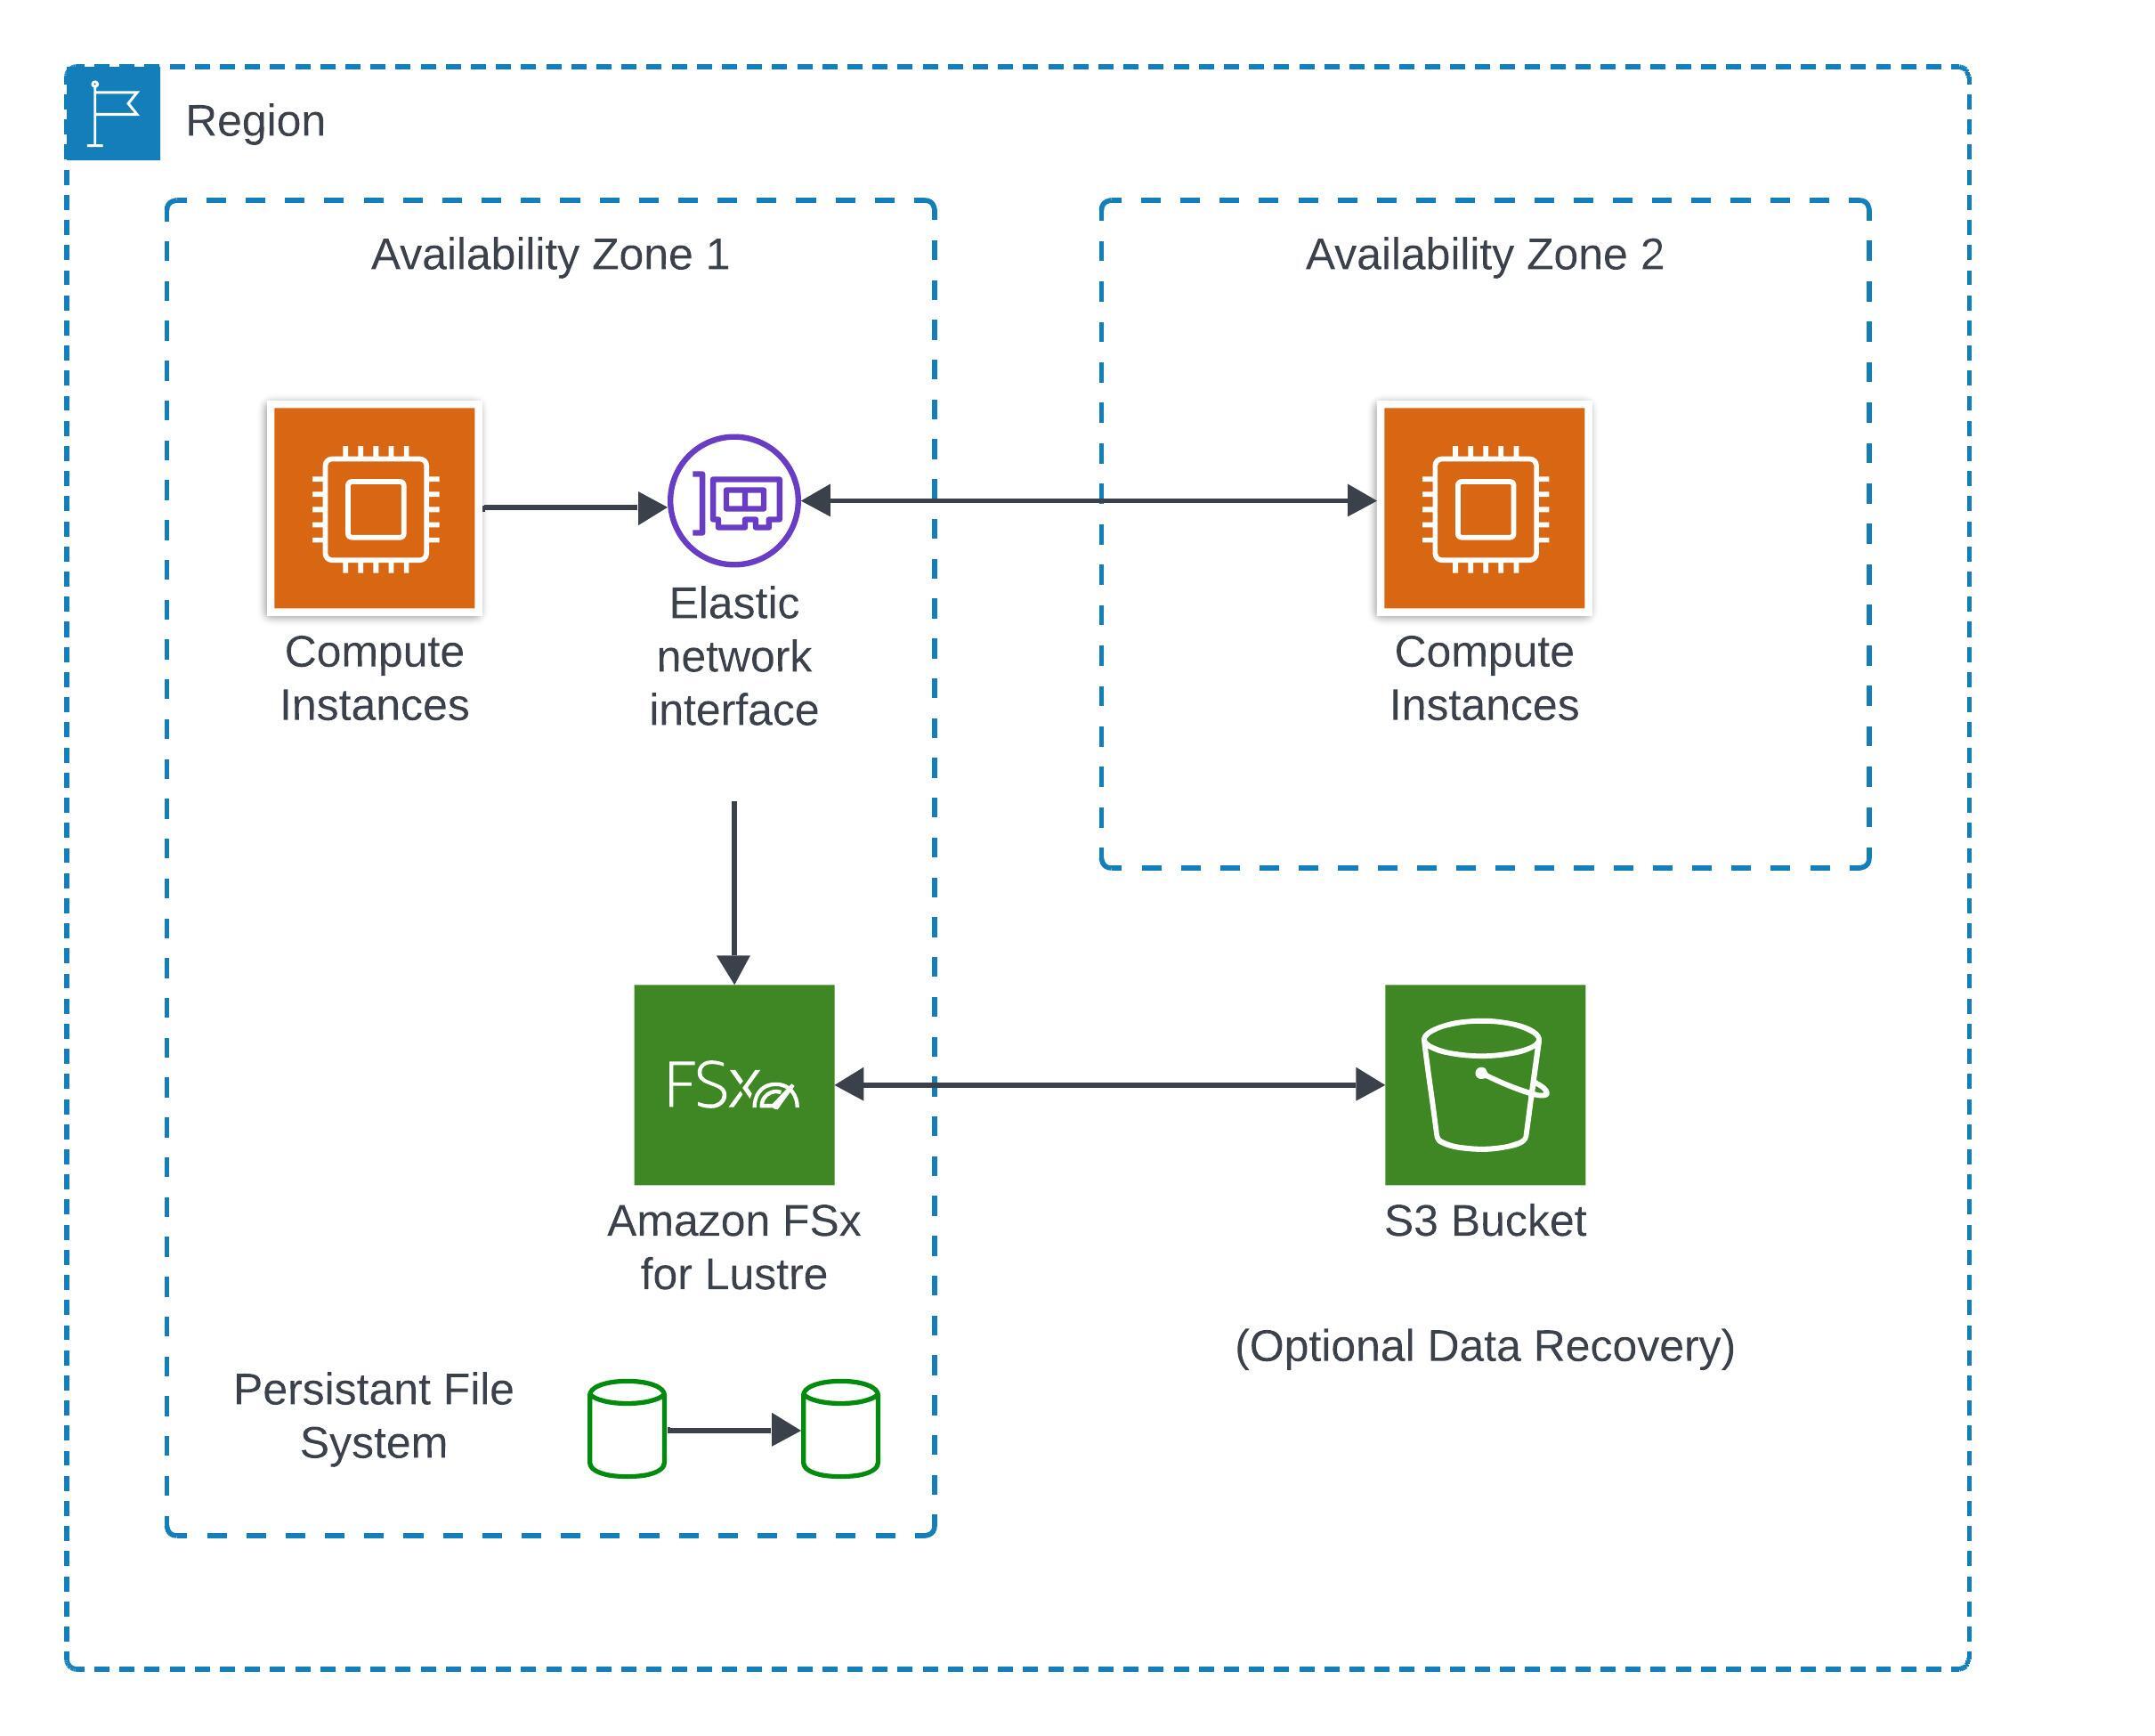 Region
Availability Zone 1
Availability Zone 2
Compute
Instances
Elastic
network
interface
Compute
Instances
FSx
Amazon FSx
for Lustre
S3 Bucket
(Optional Data Recovery)
Persistant File
System